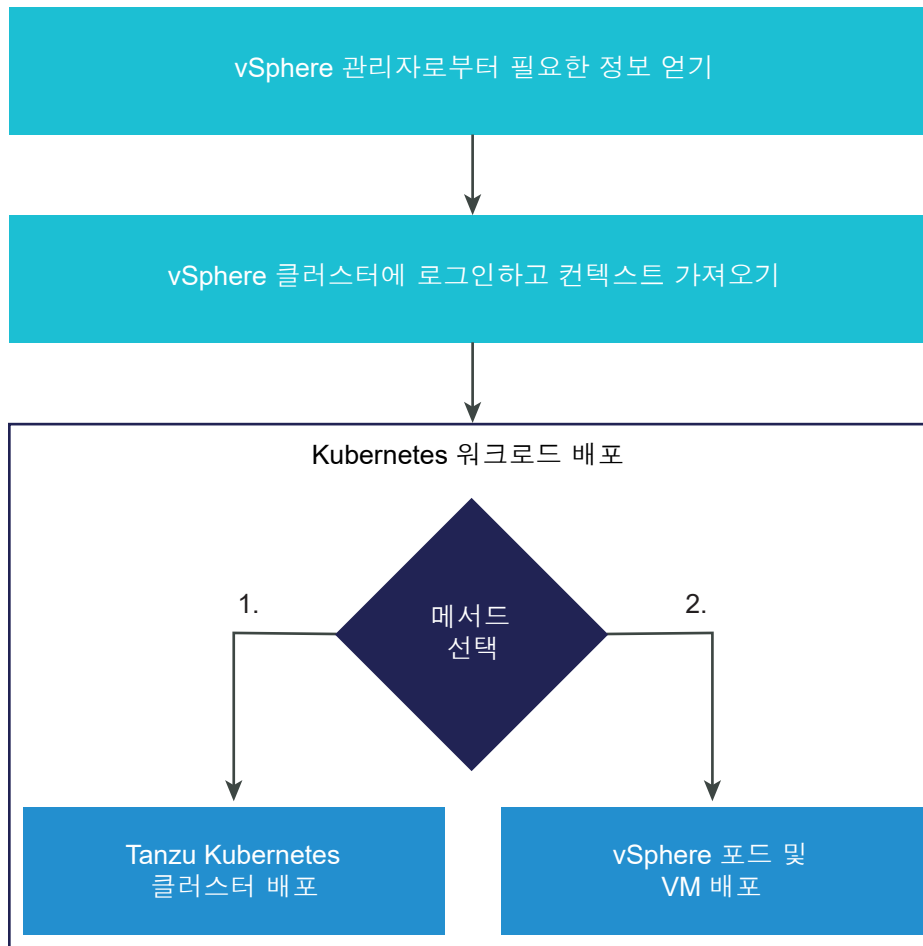 vSphere 관리자로부터 필요한 정보 얻기
vSphere 클러스터에 로그인하고 컨텍스트 가져오기
Kubernetes 워크로드 배포
메서드
선택
1.
2.
Tanzu Kubernetes
클러스터 배포
vSphere 포드 및
VM 배포